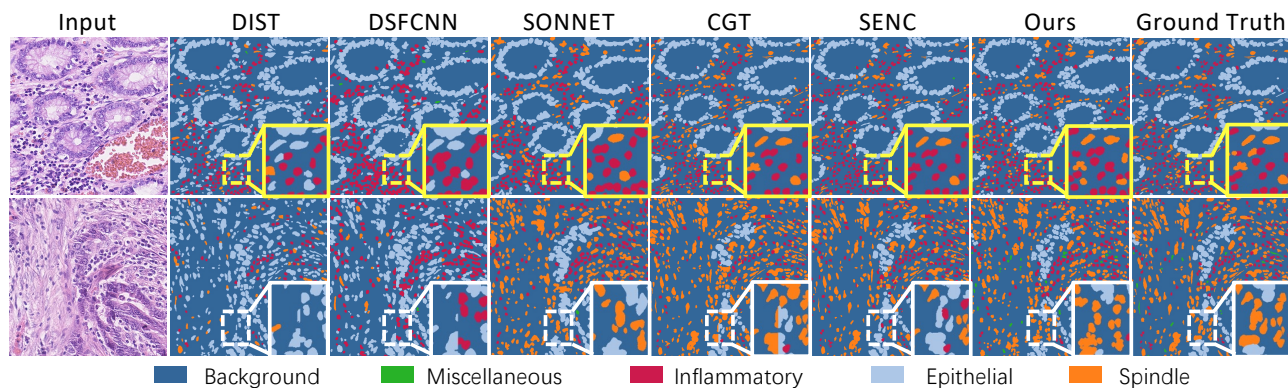 Input DIST DSFCNN SONNET CGT SENC Ours Ground Truth
Background Miscellaneous Inflammatory Epithelial Spindle